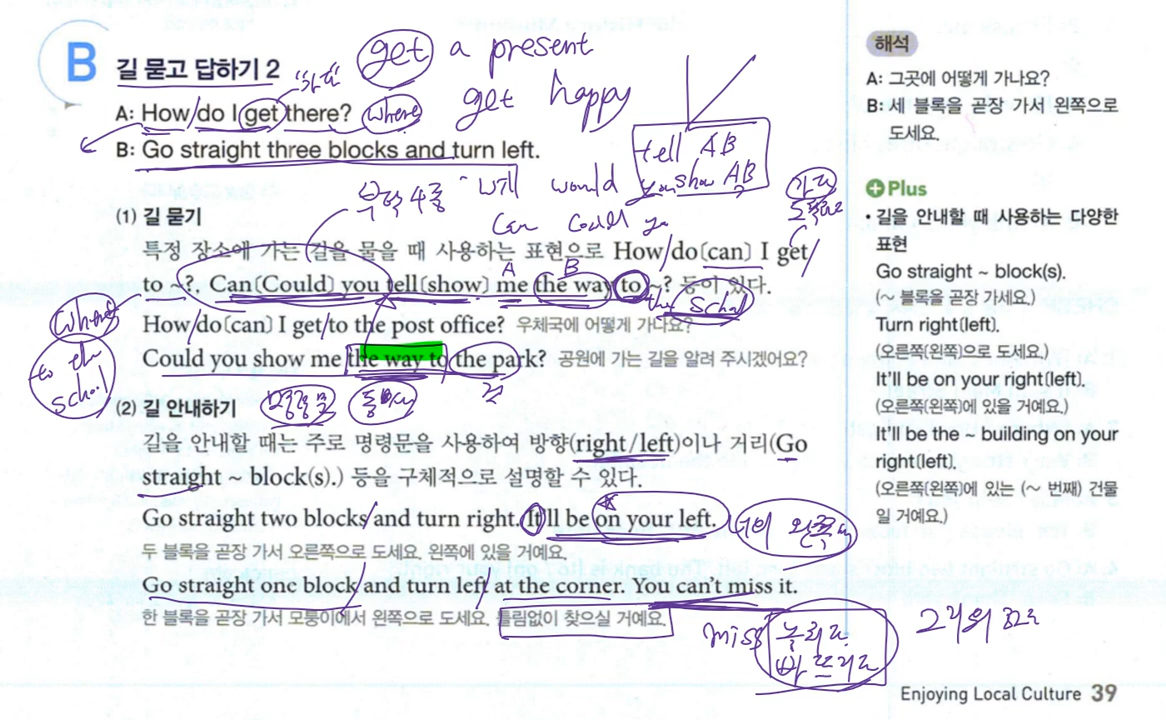 B 길 묻고 답하기 2
get a present
get happy
A: How do I get there?
where
B: Go straight three blocks and turn left.
tell AB
show AB
will would you
can could you
(1) 길 묻기
특정 장소에 가는 길을 물을 때 사용하는 표현으로 How do[can] I get
to ~?, Can[Could] you tell[show] me the way to ~? 등이 있다.
A B
How do[can] I get to the post office? 우체국에 어떻게 가나요?
Could you show me the way to the park? 공원에 가는 길을 알려 주시겠어요?
to the
school
(2) 길 안내하기
명령문
동사
길을 안내할 때는 주로 명령문을 사용하여 방향(right/left)이나 거리(Go
straight ~ block(s).) 등을 구체적으로 설명할 수 있다.
Go straight two blocks and turn right. It'll be on your left.
너의 왼쪽
두 블록을 곧장 가서 오른쪽으로 도세요. 왼쪽에 있을 거예요.
Go straight one block and turn left at the corner. You can't miss it.
한 블록을 곧장 가서 모퉁이에서 왼쪽으로 도세요. 틀림없이 찾으실 거예요.
miss 놓치다
해석
A: 그곳에 어떻게 가나요?
B: 세 블록을 곧장 가서 왼쪽으로
도세요.
Plus
• 길을 안내할 때 사용하는 다양한
표현
Go straight ~ block(s).
(~ 블록을 곧장 가세요.)
Turn right[left].
(오른쪽[왼쪽]으로 도세요.)
It'll be on your right[left].
(오른쪽[왼쪽]에 있을 거예요.)
It'll be the ~ building on your
right[left].
(오른쪽[왼쪽]에 있는 (~ 번째) 건물
일 거예요.)
Enjoying Local Culture 39